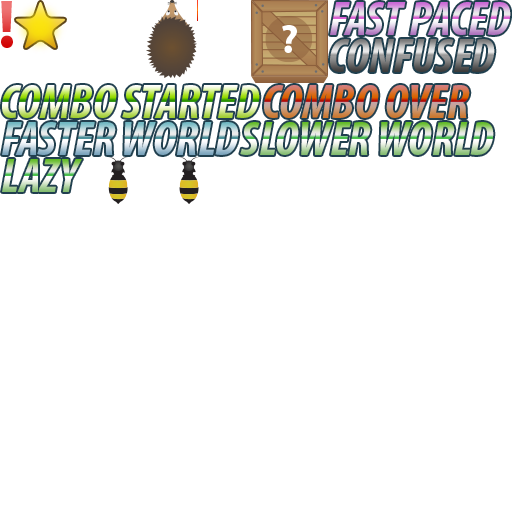 !
?
FAST PACED
CONFUSED
COMBO STARTED
COMBO OVER
FASTER WORLD
SLOWER WORLD
LAZY